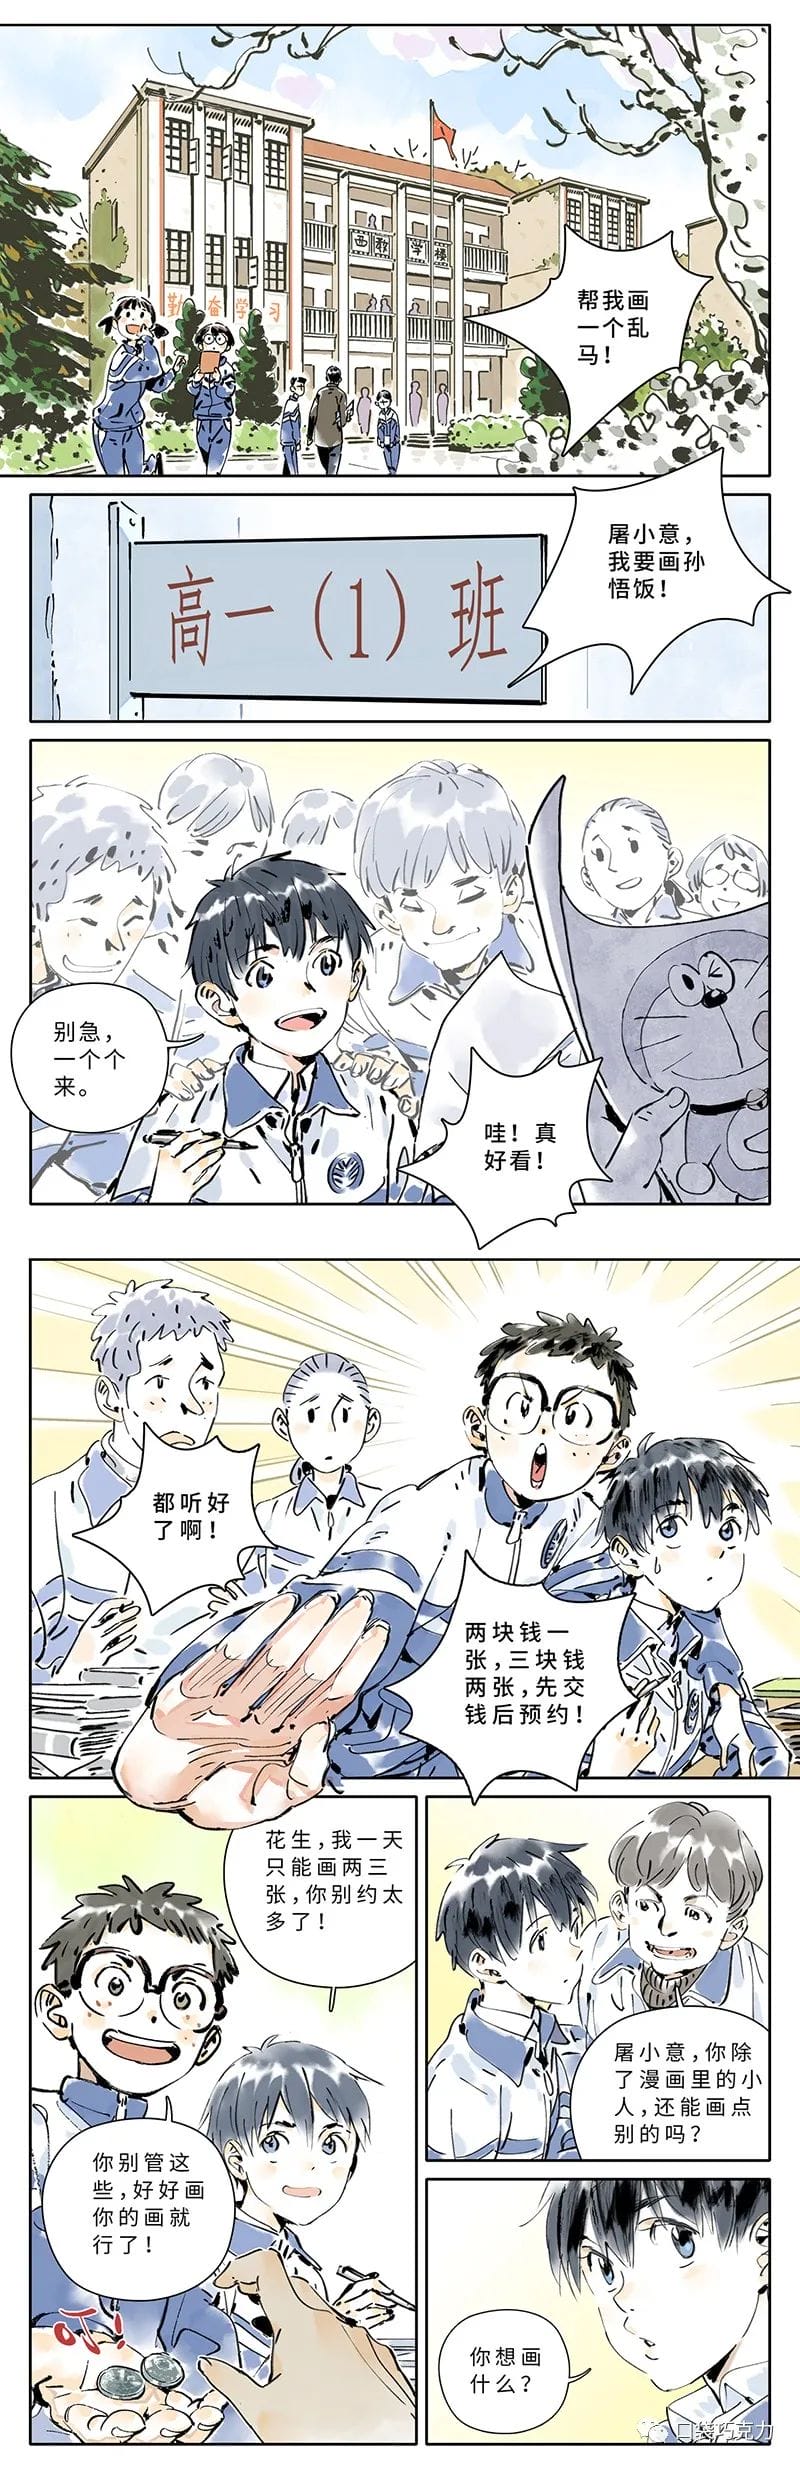 西教学楼
勤奋学习
帮我画
一个乱
马！
高一（1）班
屠小意，
我要画孙
悟饭！
别急，
一个个
来。
哇！真
好看！
都听好
了啊！
两块钱一
张，三块钱
两张，先交
钱后预约！
花生，我一天
只能画两三
张，你别约太
多了！
你别管这
些，好好画
你的画就
行了！
叮！
屠小意，你除
了漫画里的小
人，还能画点
别的吗？
你想画
什么？
口袋巧克力